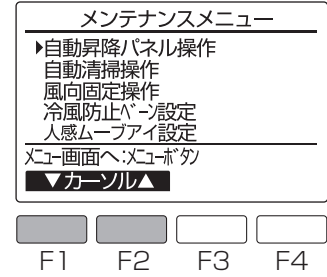 メンテナンスメニュー
▶自動昇降パネル操作
自動清掃操作
風向固定操作
冷風防止ﾍﾞｰﾝ設定
人感ムーブアイ設定
ﾒﾆｭｰ画面へ:ﾒﾆｭｰﾎﾞﾀﾝ
▼カーソル▲
F1 F2 F3 F4